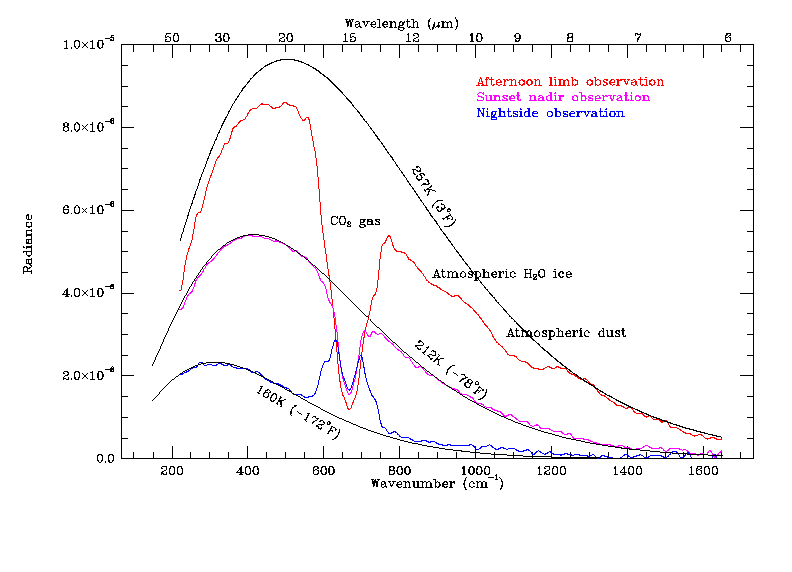 Wavelength (μm)
50 30 20 15 12 10 9 8 7 6
1.0×10⁻⁵
Afternoon limb observation
Sunset nadir observation
Nightside observation
8.0×10⁻⁶
257K (3°F)
6.0×10⁻⁶
CO₂ gas
Radiance
Atmospheric H₂O ice
4.0×10⁻⁶
Atmospheric dust
212K (−78°F)
2.0×10⁻⁶
160K (−172°F)
0.0
200 400 600 800 1000 1200 1400 1600
Wavenumber (cm⁻¹)